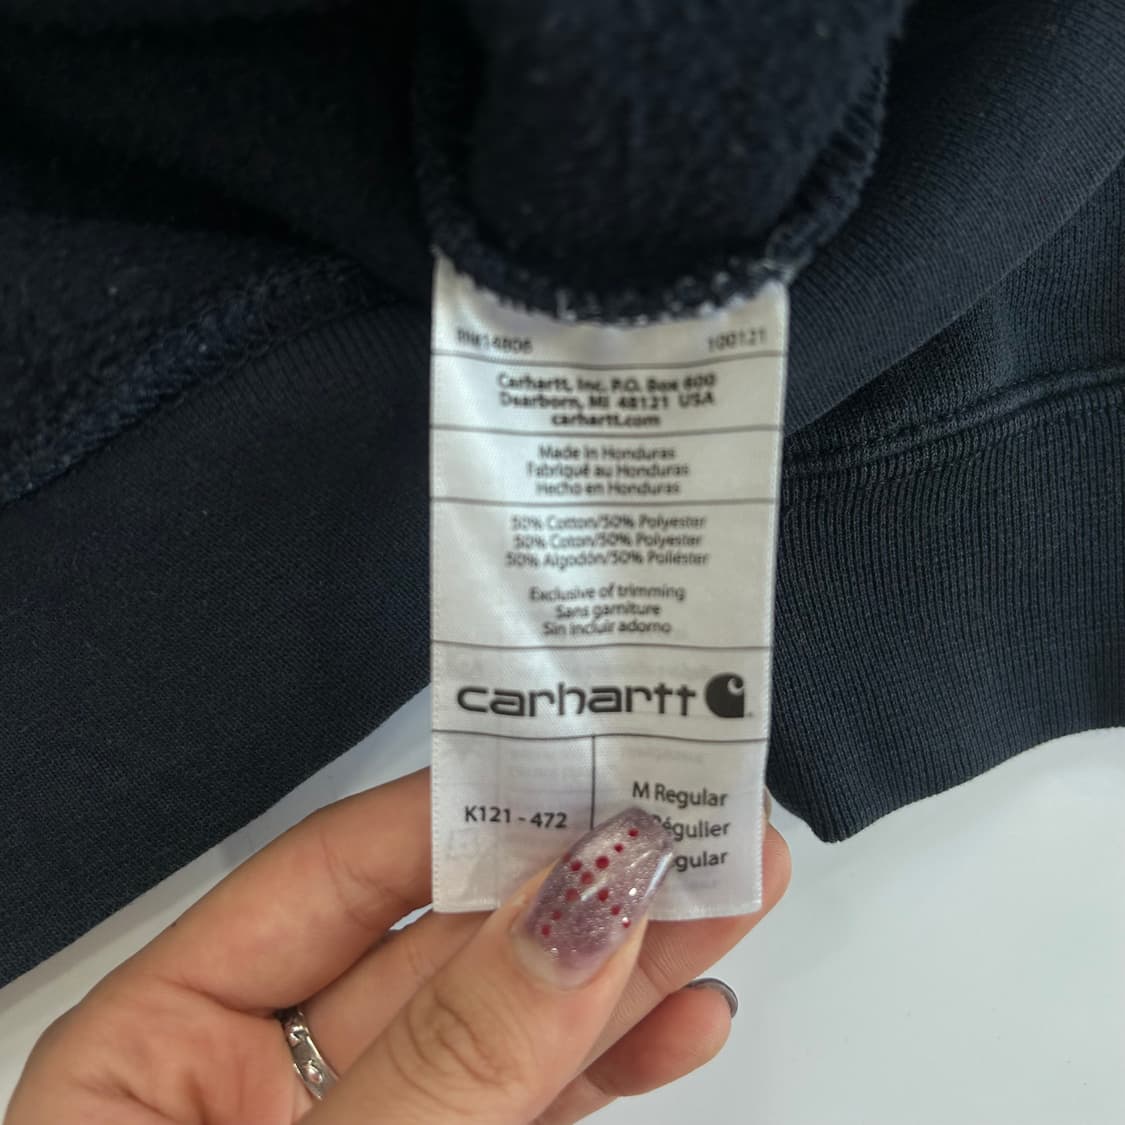 100121
Carhartt, Inc. P.O. Box 600
Dearborn, MI 48121 USA
carhartt.com
Made in Honduras
Fabriqué au Honduras
Hecho en Honduras
50% Cotton/50% Polyester
50% Coton/50% Polyester
50% Algodón/50% Poliéster
Exclusive of trimming
Sans garniture
Sin incluir adorno
carhartt
K121 - 472
M Regular